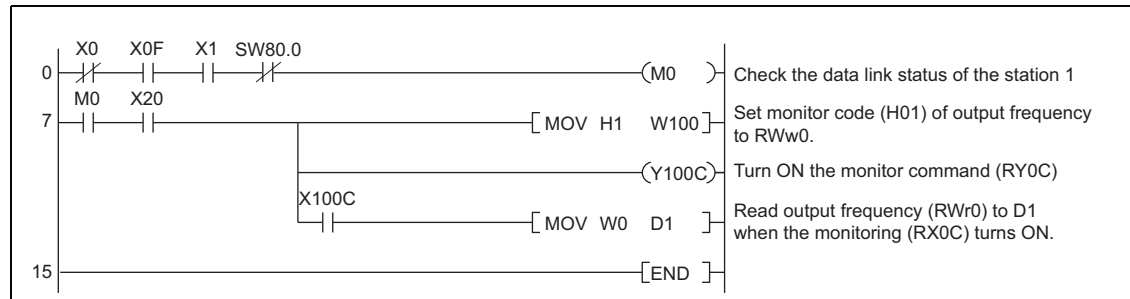 X0 X0F X1 SW80.0
0 M0 Check the data link status of the station 1
M0 X20
7 MOV H1 W100 Set monitor code (H01) of output frequency
to RWw0.
Y100C Turn ON the monitor command (RY0C)
X100C
MOV W0 D1 Read output frequency (RWr0) to D1
when the monitoring (RX0C) turns ON.
15 END